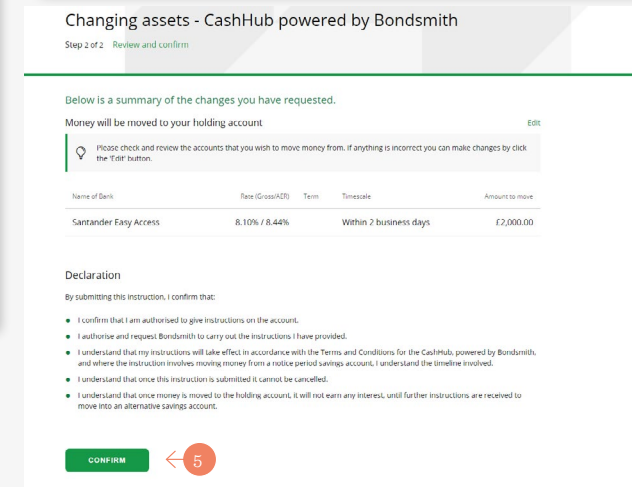 Changing assets - CashHub powered by Bondsmith
Step 2 of 2 Review and confirm
Below is a summary of the changes you have requested.
Money will be moved to your holding account
Edit
Please check and review the accounts that you wish to move money from. If anything is incorrect you can make changes by click
the 'Edit' button.
Name of Bank Rate (Gross/AER) Term Timescale Amount to move
Santander Easy Access 8.10% / 8.44% Within 2 business days £2,000.00
Declaration
By submitting this instruction, I confirm that:
I confirm that I am authorised to give instructions on the account.
I authorise and request Bondsmith to carry out the instructions I have provided.
I understand that my instructions will take effect in accordance with the Terms and Conditions for the CashHub, powered by Bondsmith,
and where the instruction involves moving money from a notice period savings account, I understand the timeline involved.
I understand that once this instruction is submitted it cannot be cancelled.
I understand that once money is moved to the holding account, it will not earn any interest, until further instructions are received to
move into an alternative savings account.
CONFIRM
5